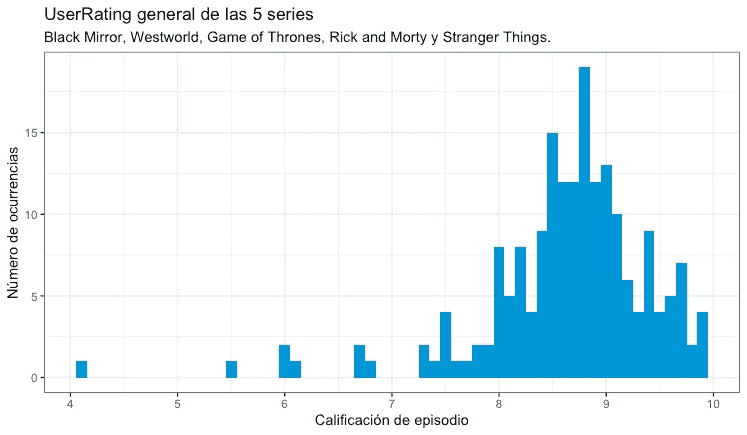 UserRating general de las 5 series
Black Mirror, Westworld, Game of Thrones, Rick and Morty y Stranger Things.
Número de ocurrencias
15
10
5
0
4 5 6 7 8 9 10
Calificación de episodio